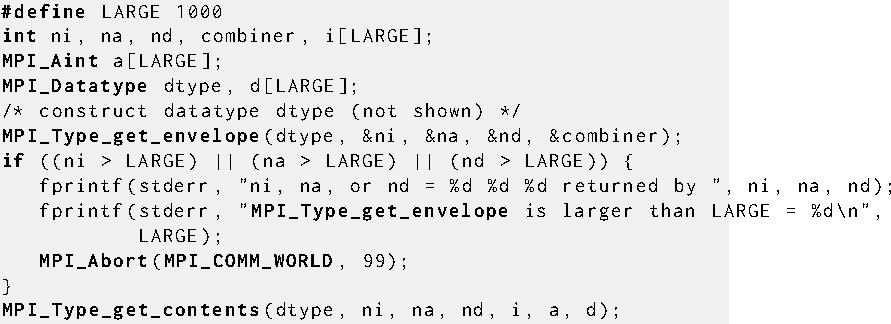 #define LARGE 1000
int ni, na, nd, combiner, i[LARGE];
MPI_Aint a[LARGE];
MPI_Datatype dtype, d[LARGE];
/* construct datatype dtype (not shown) */
MPI_Type_get_envelope(dtype, &ni, &na, &nd, &combiner);
if ((ni > LARGE) || (na > LARGE) || (nd > LARGE)) {
   fprintf(stderr, "ni, na, or nd = %d %d %d returned by ", ni, na, nd);
   fprintf(stderr, "MPI_Type_get_envelope is larger than LARGE = %d\n",
           LARGE);
   MPI_Abort(MPI_COMM_WORLD, 99);
}
MPI_Type_get_contents(dtype, ni, na, nd, i, a, d);